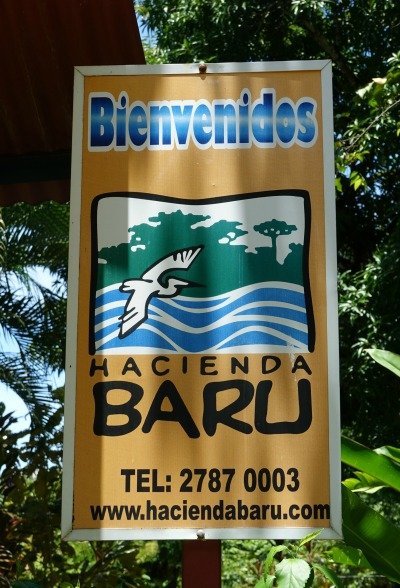 Bienvenidos
HACIENDA
BARU
TEL: 2787 0003
www.haciendabaru.com